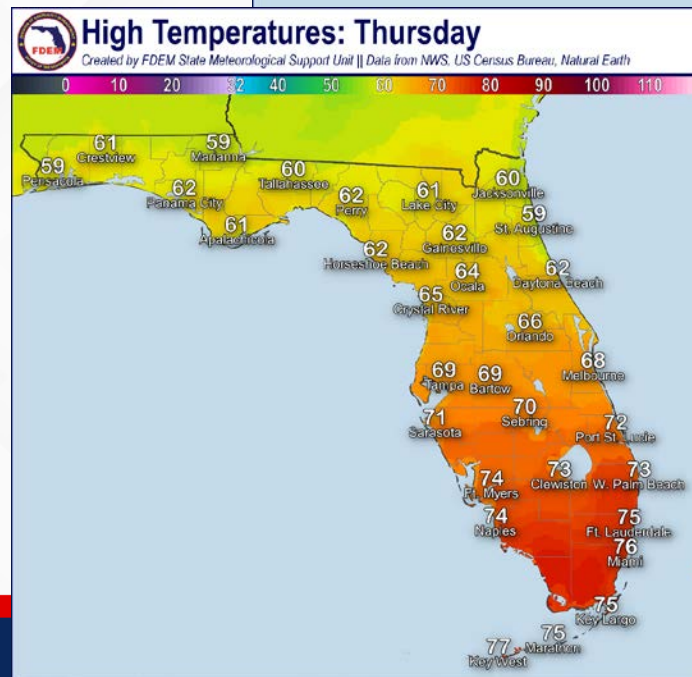 High Temperatures: Thursday
FDEM
Created by FDEM State Meteorological Support Unit || Data from NWS, US Census Bureau, Natural Earth
0 10 20 32 40 50 60 70 80 90 100 110
61
Crestview
59
Marianna
59
Pensacola
62
Panama City
60
Tallahassee
61
Apalachicola
62
Perry
61
Lake City
60
Jacksonville
59
St. Augustine
62
Gainesville
62
Horseshoe Beach
64
Ocala
62
Daytona Beach
65
Crystal River
66
Orlando
68
Melbourne
69
Tampa
69
Bartow
71
Sarasota
70
Sebring
72
Port St. Lucie
74
Ft. Myers
73
Clewiston
73
W. Palm Beach
74
Naples
75
Ft. Lauderdale
76
Miami
75
Key Largo
75
Marathon
77
Key West